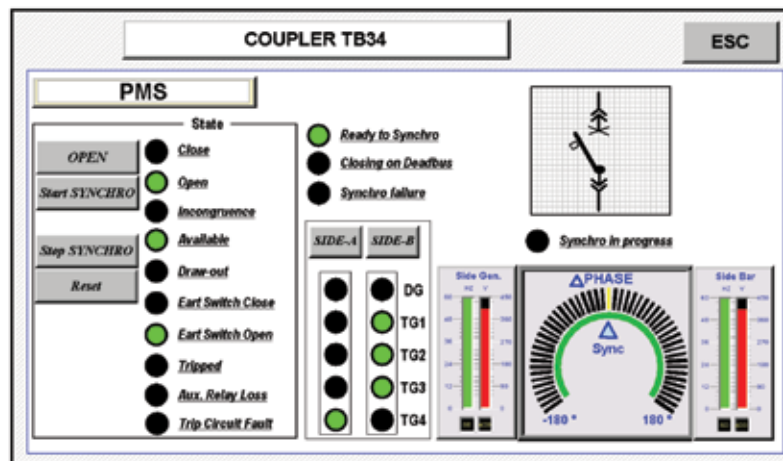 COUPLER TB34
ESC
PMS
State
OPEN
Start SYNCHRO
Step SYNCHRO
Reset
Close
Open
Incongruence
Available
Draw-out
Eart Switch Close
Eart Switch Open
Tripped
Aux. Relay Loss
Trip Circuit Fault
Ready to Synchro
Closing on Deadbus
Synchro failure
SIDE-A SIDE-B
DG
TG1
TG2
TG3
TG4
Synchro in progress
Side Gen.
HZ V
ΔPHASE
Δ
Sync
-180 ° 180 °
Side Bar
HZ V